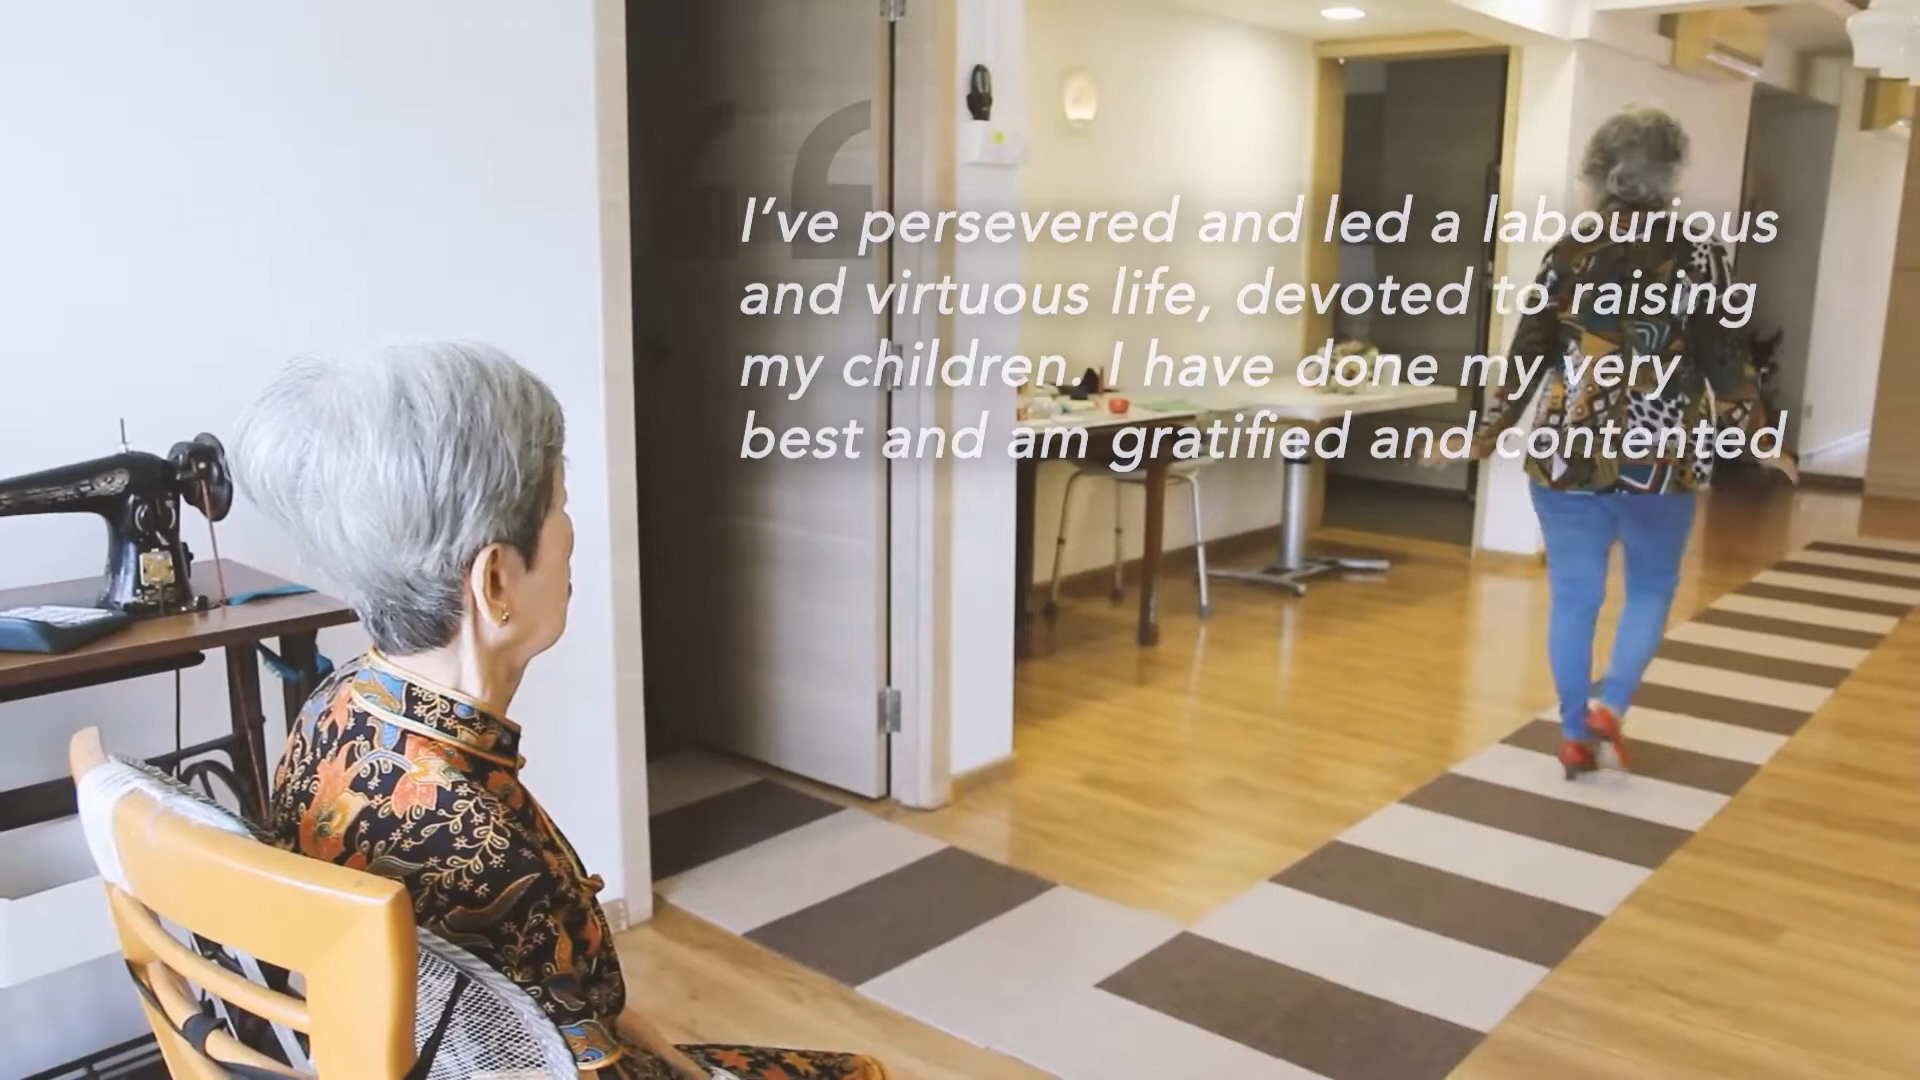 I’ve persevered and led a labourious
and virtuous life, devoted to raising
my children. I have done my very
best and am gratified and contented